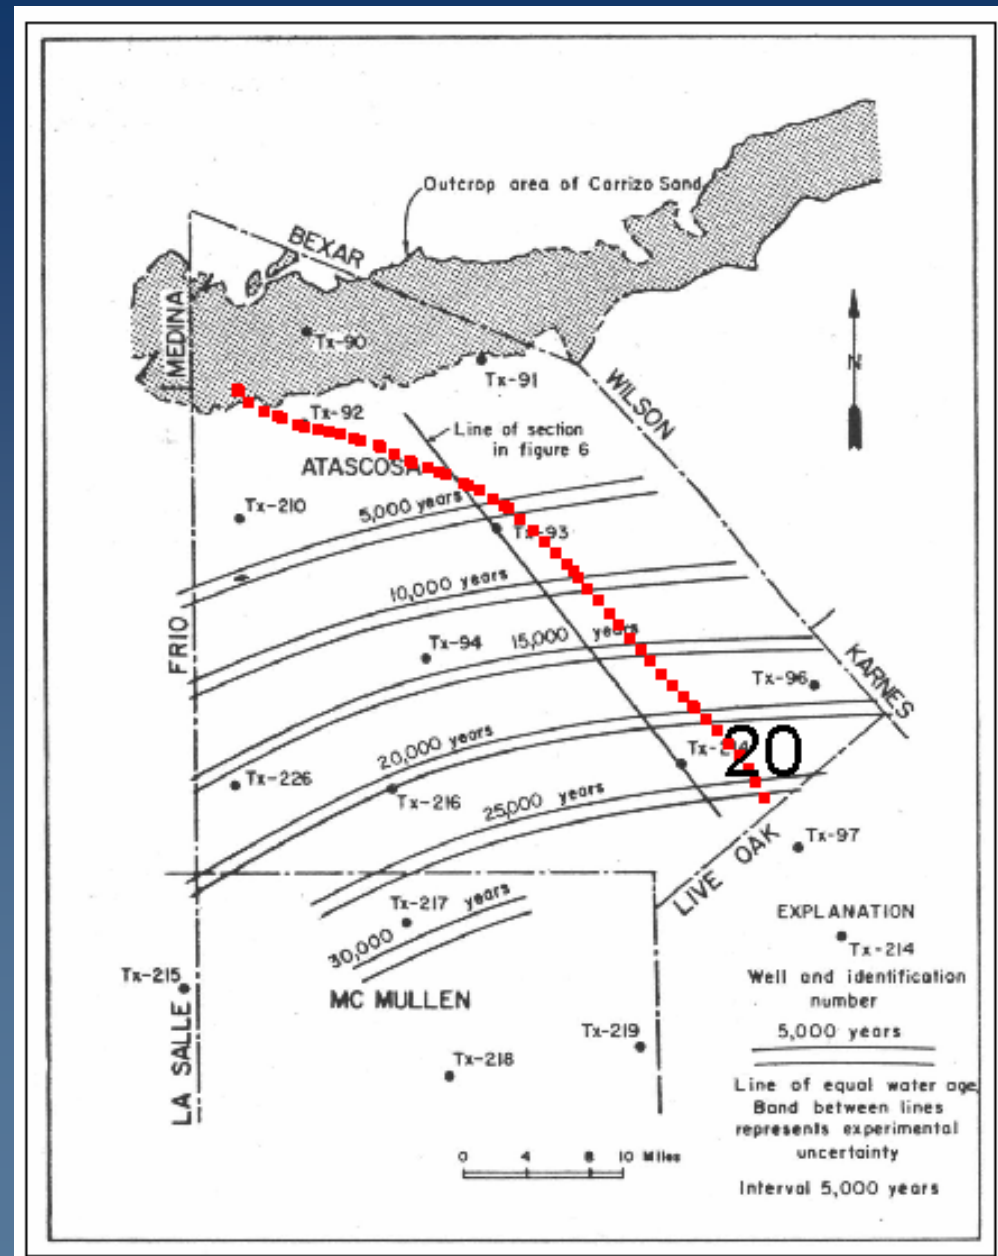 Outcrop area of Carrizo Sand
BEXAR
MEDINA
Tx-90
Tx-91
WILSON
Tx-92
Line of section
in figure 6
ATASCOSA
Tx-210
5,000 years
Tx-93
10,000 years
FRIO
Tx-94
15,000 years
KARNES
Tx-96
20,000 years
Tx-214
20
Tx-226
Tx-216
25,000 years
Tx-97
LIVE OAK
Tx-217
30,000 years
Tx-215
MC MULLEN
LA SALLE
Tx-219
Tx-218
N
EXPLANATION
Tx-214
Well and identification
number
5,000 years
Line of equal water age,
Band between lines
represents experimental
uncertainty
Interval 5,000 years
0 4 8 10 Miles